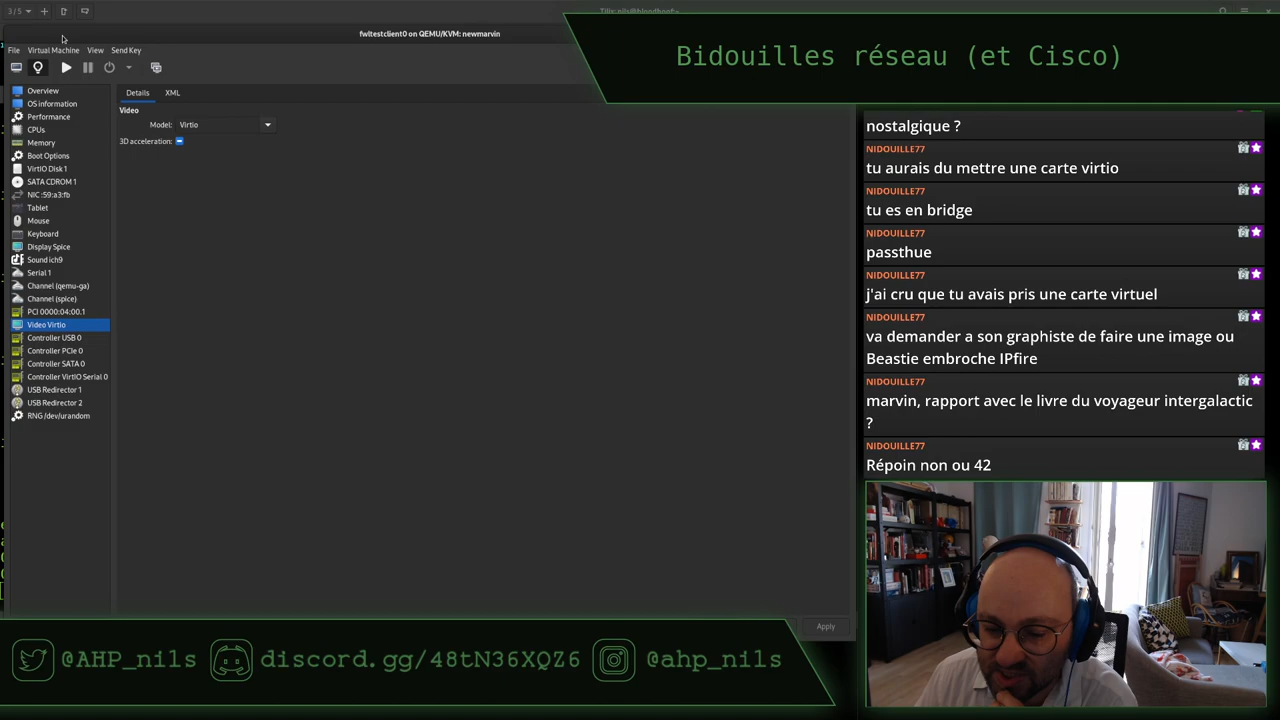 3/5
Tilix: nils@blondbeef:~
fwltestclient0 on QEMU/KVM: newmarvin
File Virtual Machine View Send Key
Overview
OS information
Performance
CPUs
Memory
Boot Options
VirtIO Disk 1
SATA CDROM 1
NIC :59:a3:fb
Tablet
Mouse
Keyboard
Display Spice
Sound ich9
Serial 1
Channel (qemu-ga)
Channel (spice)
PCI 0000:04:00.1
Video Virtio
Controller USB 0
Controller PCIe 0
Controller SATA 0
Controller VirtIO Serial 0
USB Redirector 1
USB Redirector 2
RNG /dev/urandom
Details XML
Video
Model: Virtio
3D acceleration:
Apply
Bidouilles réseau (et Cisco)
nostalgique ?
NIDOUILLE77
tu aurais du mettre une carte virtio
NIDOUILLE77
tu es en bridge
NIDOUILLE77
passthue
NIDOUILLE77
j'ai cru que tu avais pris une carte virtuel
NIDOUILLE77
va demander a son graphiste de faire une image ou
Beastie embroche IPfire
NIDOUILLE77
marvin, rapport avec le livre du voyageur intergalactic
?
NIDOUILLE77
Répoin non ou 42
@AHP_nils discord.gg/48tN36XQZ6 @ahp_nils